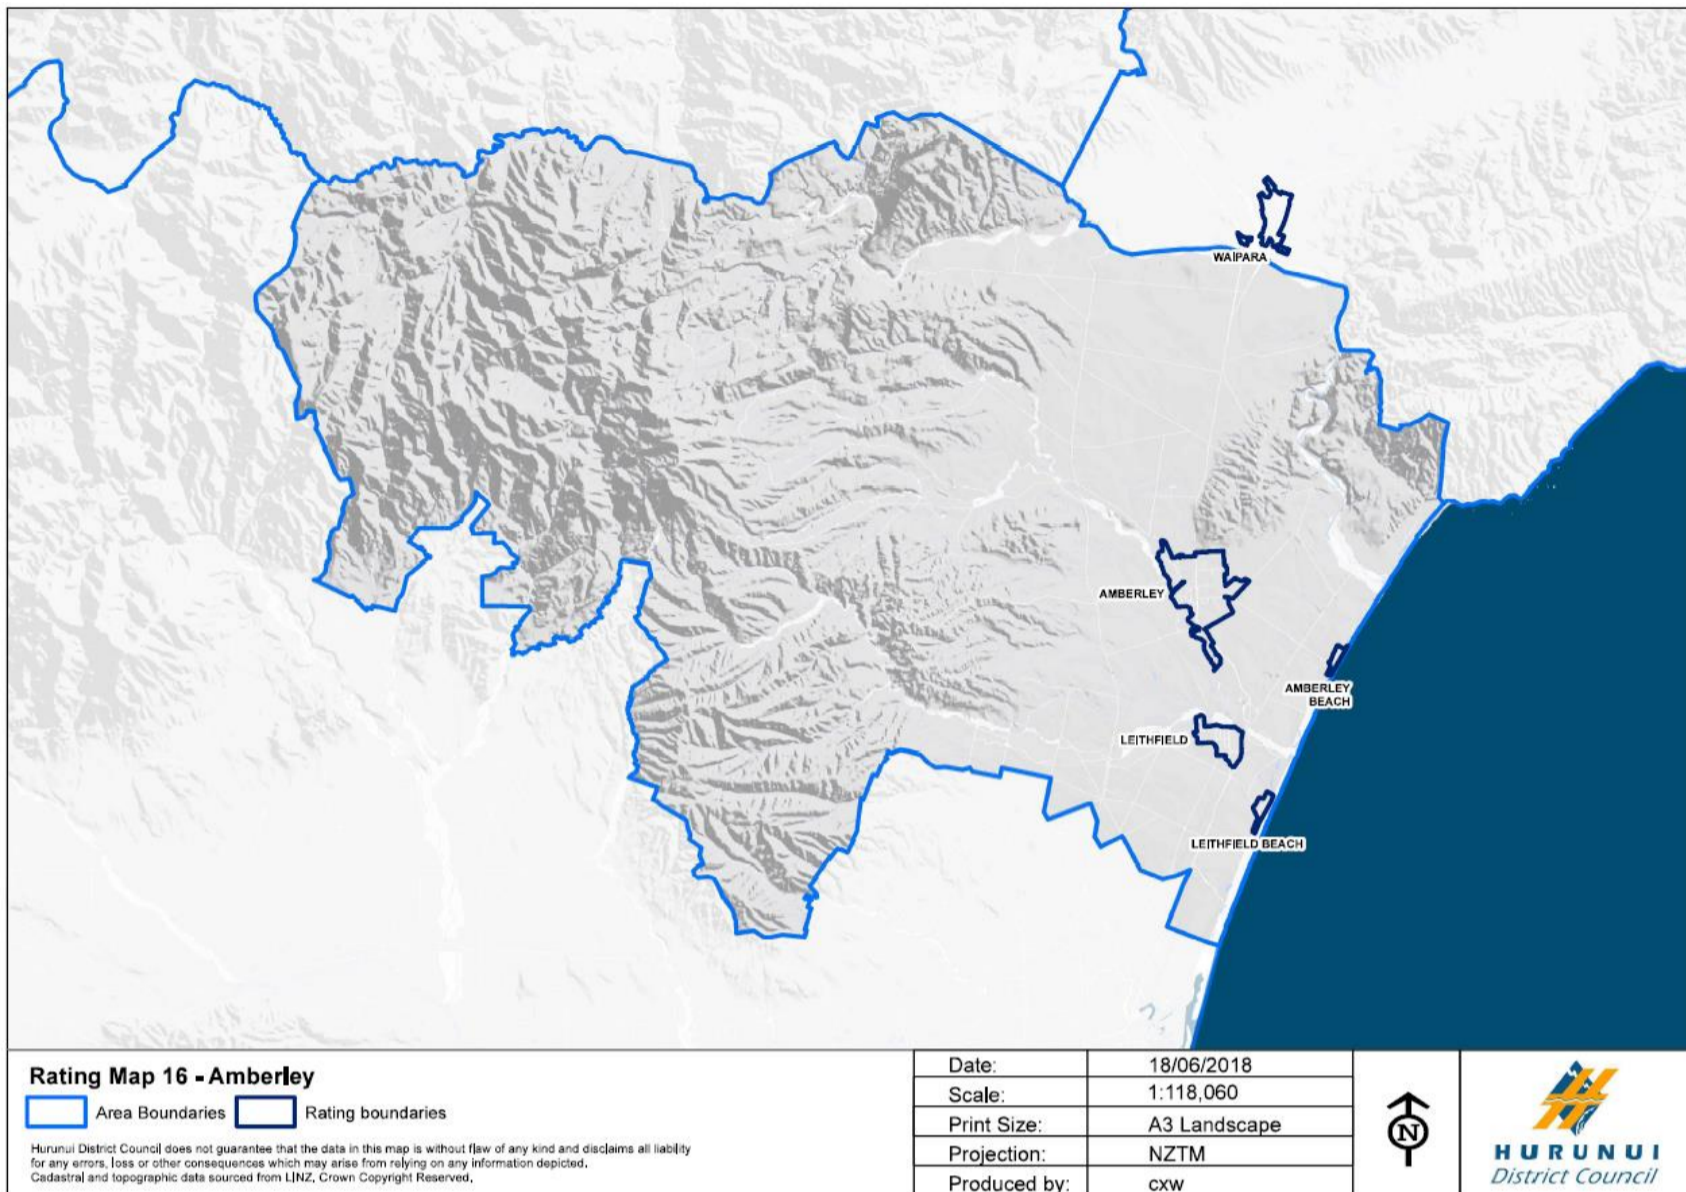 WAIPARA
AMBERLEY
AMBERLEY
BEACH
LEITHFIELD
LEITHFIELD BEACH
Rating Map 16 - Amberley
Area Boundaries
Rating boundaries
Hurunui District Council does not guarantee that the data in this map is without flaw of any kind and disclaims all liability
for any errors, loss or other consequences which may arise from relying on any information depicted.
Cadastral and topographic data sourced from LINZ, Crown Copyright Reserved.
Date: 18/06/2018
Scale: 1:118,060
Print Size: A3 Landscape
Projection: NZTM
Produced by: cxw
N
HURUNUI
District Council